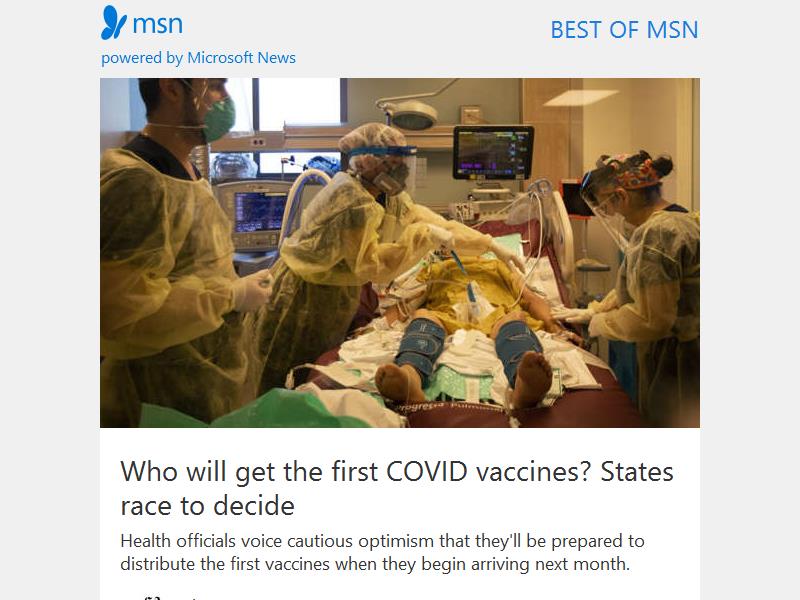 msn
BEST OF MSN
powered by Microsoft News
Progressa Pulmonary
Who will get the first COVID vaccines? States
race to decide
Health officials voice cautious optimism that they'll be prepared to
distribute the first vaccines when they begin arriving next month.